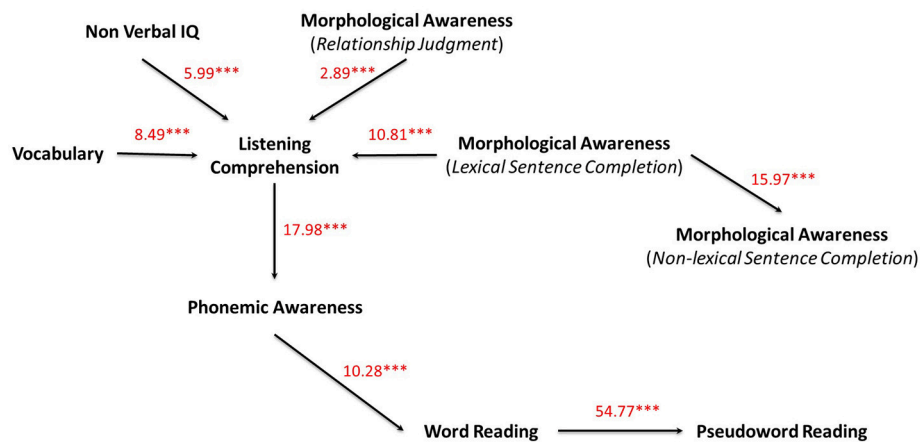 Non Verbal IQ
Morphological Awareness
(Relationship Judgment)
5.99***
2.89***
Vocabulary
8.49***
Listening
Comprehension
10.81***
Morphological Awareness
(Lexical Sentence Completion)
15.97***
Morphological Awareness
(Non-lexical Sentence Completion)
17.98***
Phonemic Awareness
10.28***
Word Reading
54.77***
Pseudoword Reading